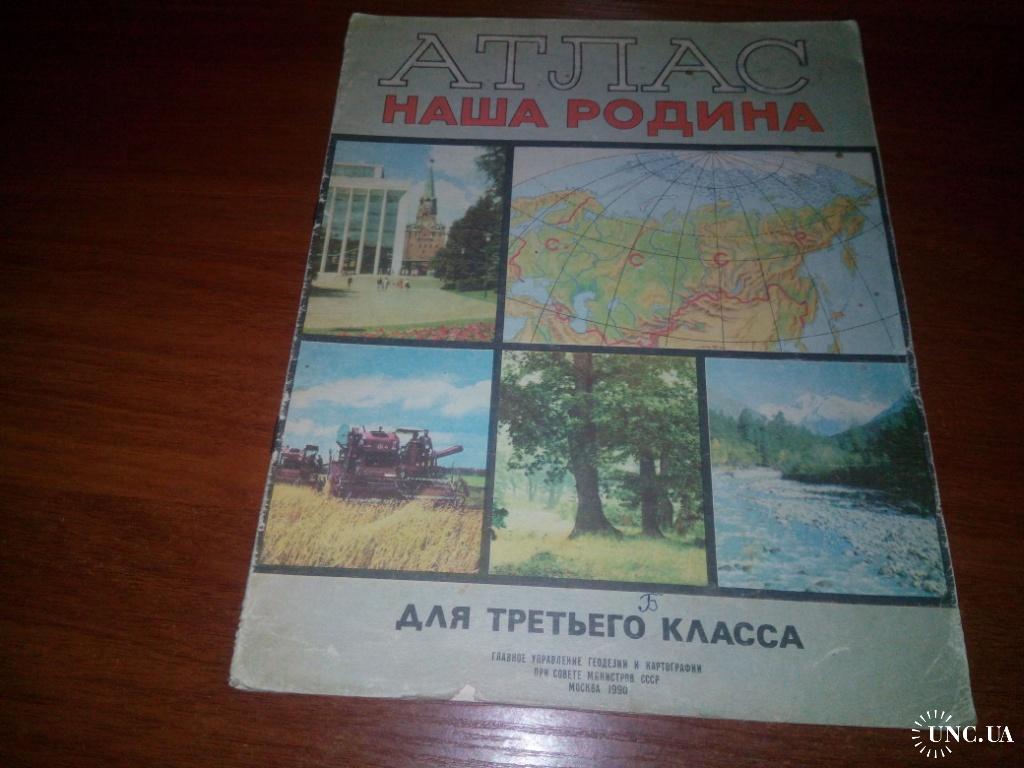 АТЛАС
НАША РОДИНА
С. С С Р
Б
ДЛЯ ТРЕТЬЕГО КЛАССА
ГЛАВНОЕ УПРАВЛЕНИЕ ГЕОДЕЗИИ И КАРТОГРАФИИ
ПРИ СОВЕТЕ МИНИСТРОВ СССР
МОСКВА 1990
UNC.UA